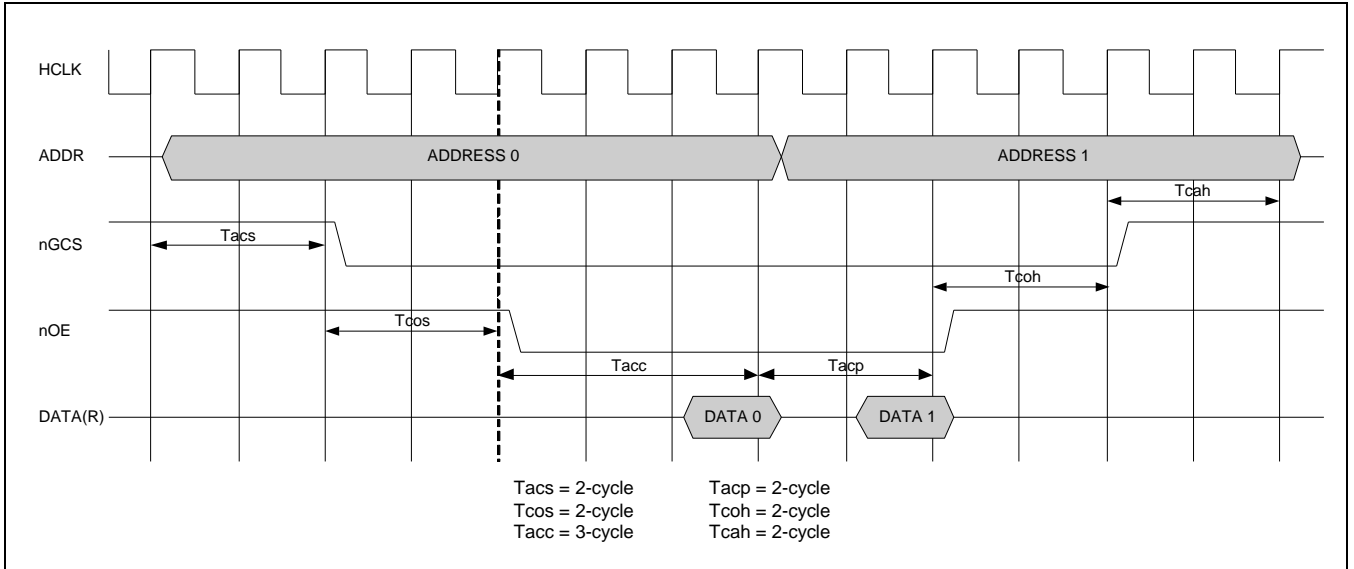 HCLK
ADDR
ADDRESS 0
ADDRESS 1
Tcah
nGCS
Tacs
Tcoh
nOE
Tcos
Tacc
Tacp
DATA(R)
DATA 0
DATA 1
Tacs = 2-cycle
Tacp = 2-cycle
Tcos = 2-cycle
Tcoh = 2-cycle
Tacc = 3-cycle
Tcah = 2-cycle